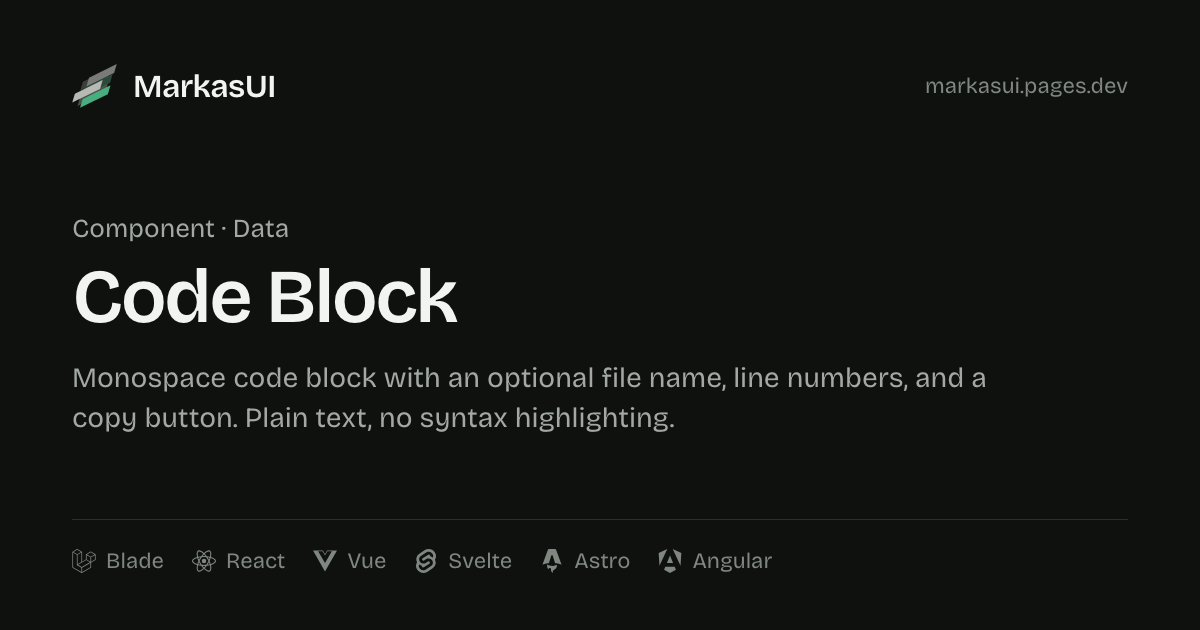 MarkasUI
markasui.pages.dev
Component · Data
Code Block
Monospace code block with an optional file name, line numbers, and a
copy button. Plain text, no syntax highlighting.
Blade React Vue Svelte Astro Angular